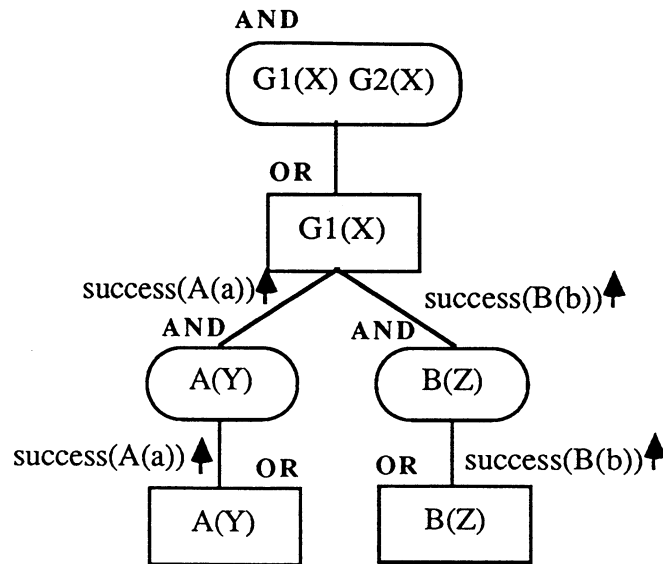 AND
G1(X) G2(X)
OR
G1(X)
success(A(a))
success(B(b))
AND
AND
A(Y)
B(Z)
success(A(a))
OR
OR
success(B(b))
A(Y)
B(Z)